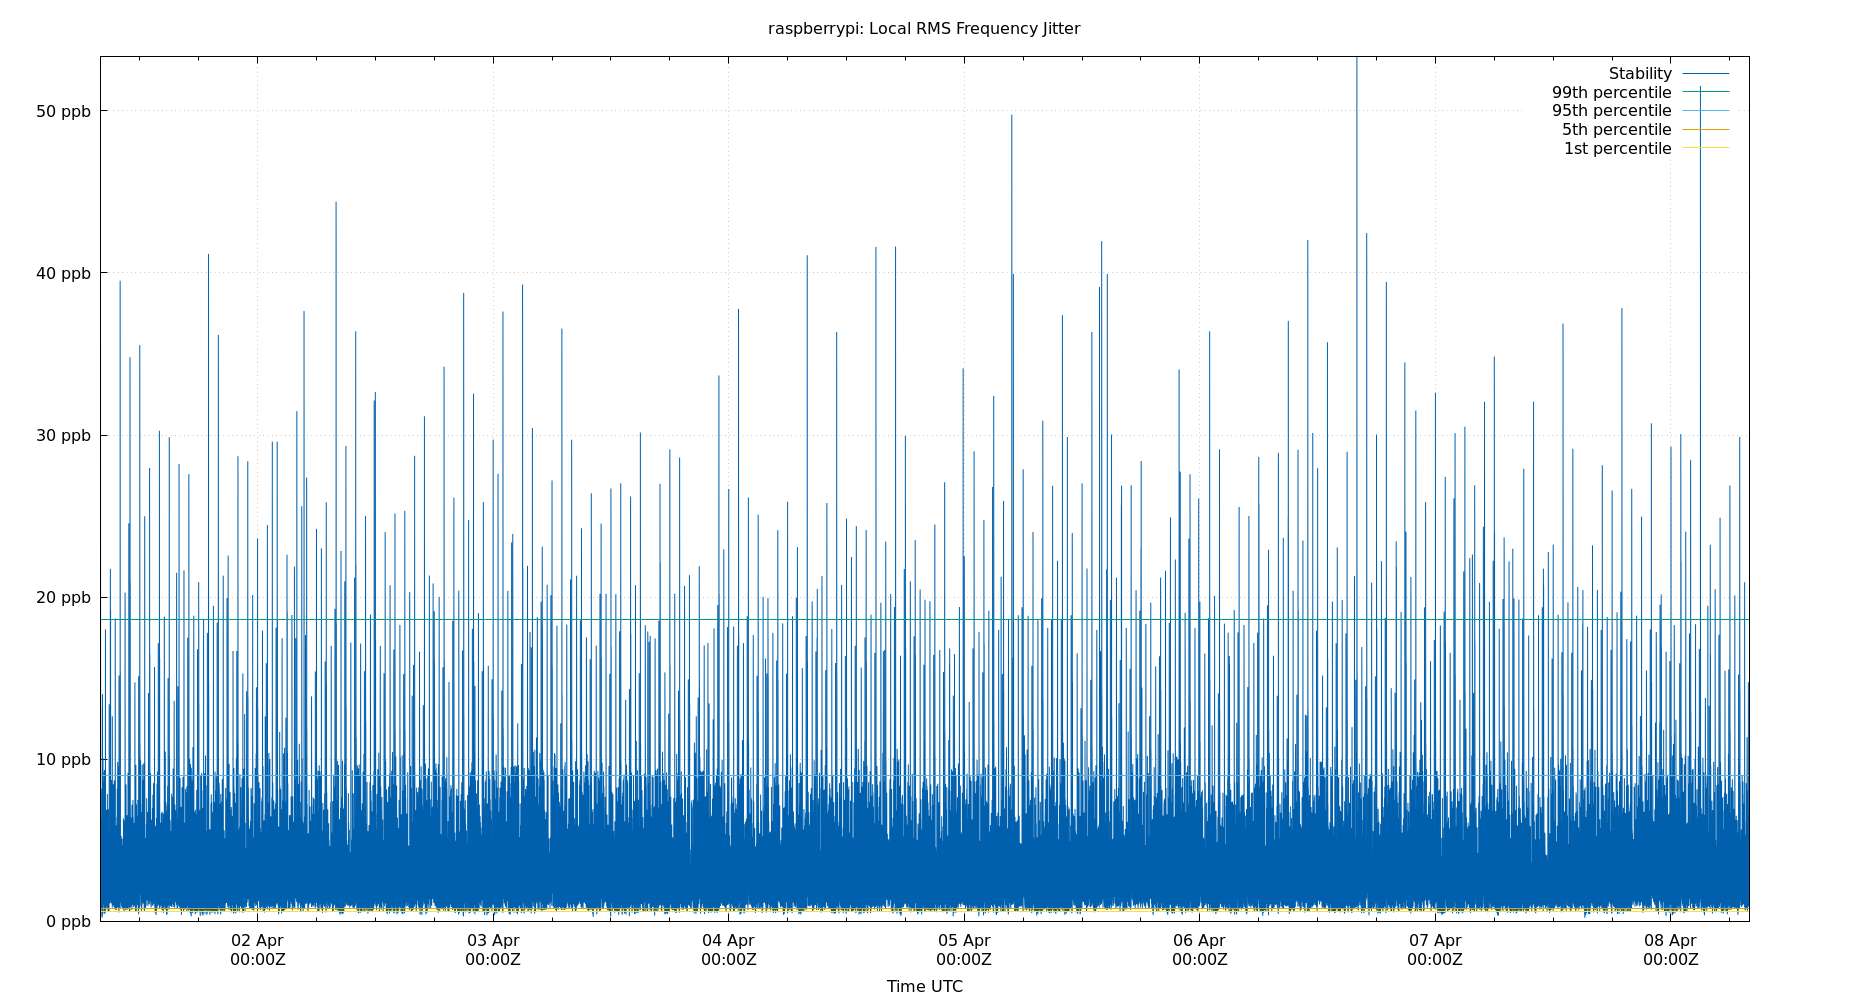 raspberrypi: Local RMS Frequency Jitter
Stability
99th percentile
95th percentile
5th percentile
1st percentile
50 ppb
40 ppb
30 ppb
20 ppb
10 ppb
0 ppb
02 Apr 03 Apr 04 Apr 05 Apr 06 Apr 07 Apr 08 Apr
00:00Z 00:00Z 00:00Z 00:00Z 00:00Z 00:00Z 00:00Z
Time UTC